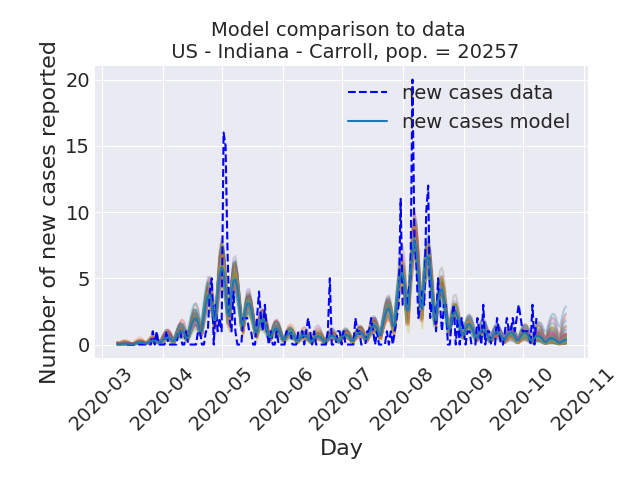 Model comparison to data
US - Indiana - Carroll, pop. = 20257
Number of new cases reported
20
15
10
5
0
new cases data
new cases model
2020-03
2020-04
2020-05
2020-06
2020-07
2020-08
2020-09
2020-10
2020-11
Day